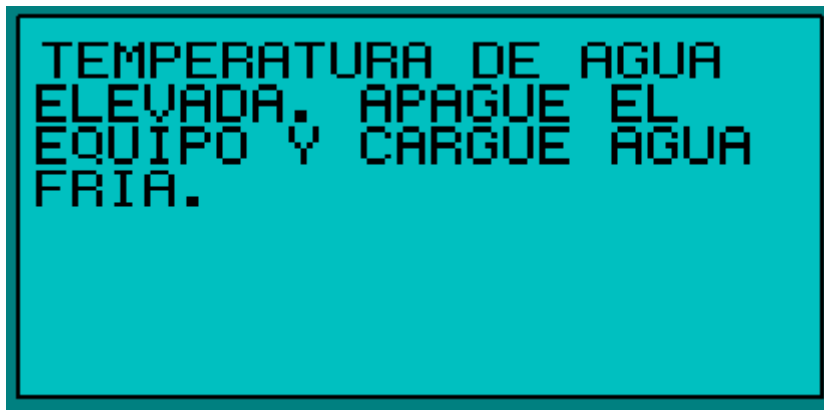 TEMPERATURA DE AGUA
ELEVADA. APAGUE EL
EQUIPO Y CARGUE AGUA
FRIA.